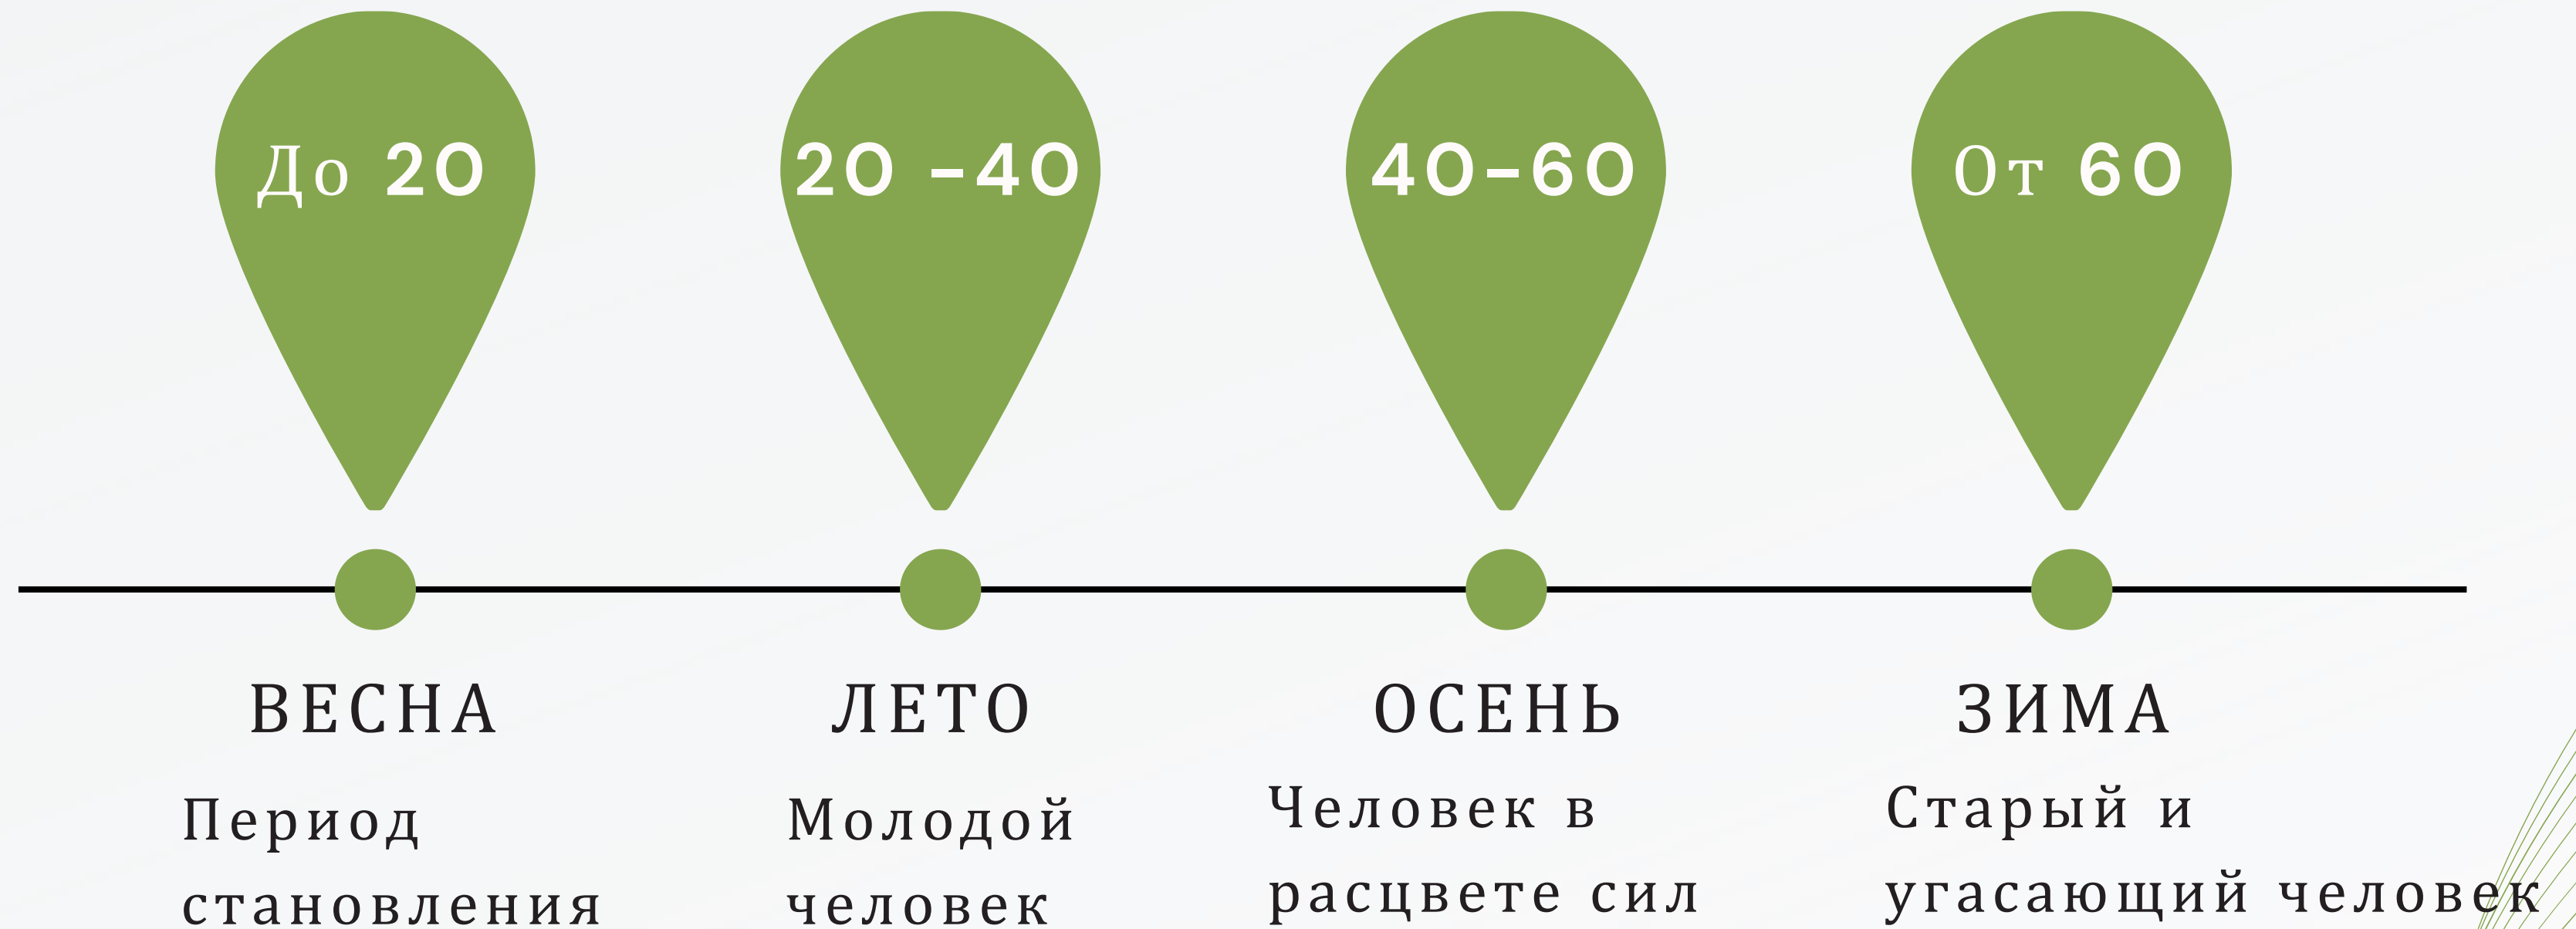 До 20
20 -40
40-60
От 60
ВЕСНА
ЛЕТО
ОСЕНЬ
ЗИМА
Период
становления
Молодой
человек
Человек в
расцвете сил
Старый и
угасающий человек